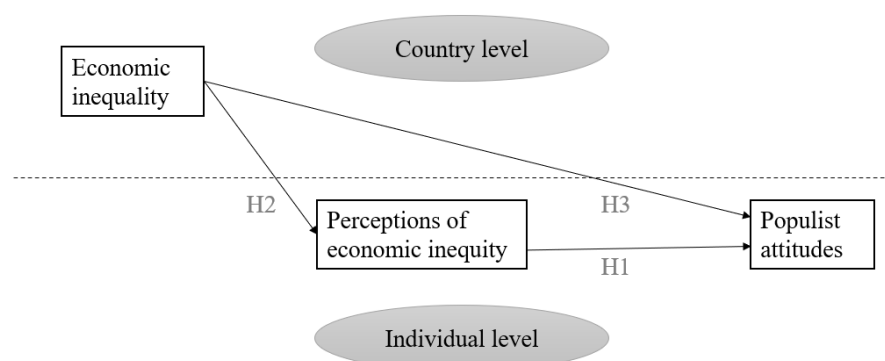 Country level
Economic
inequality
H2
H3
Perceptions of
economic inequity
Populist
attitudes
H1
Individual level